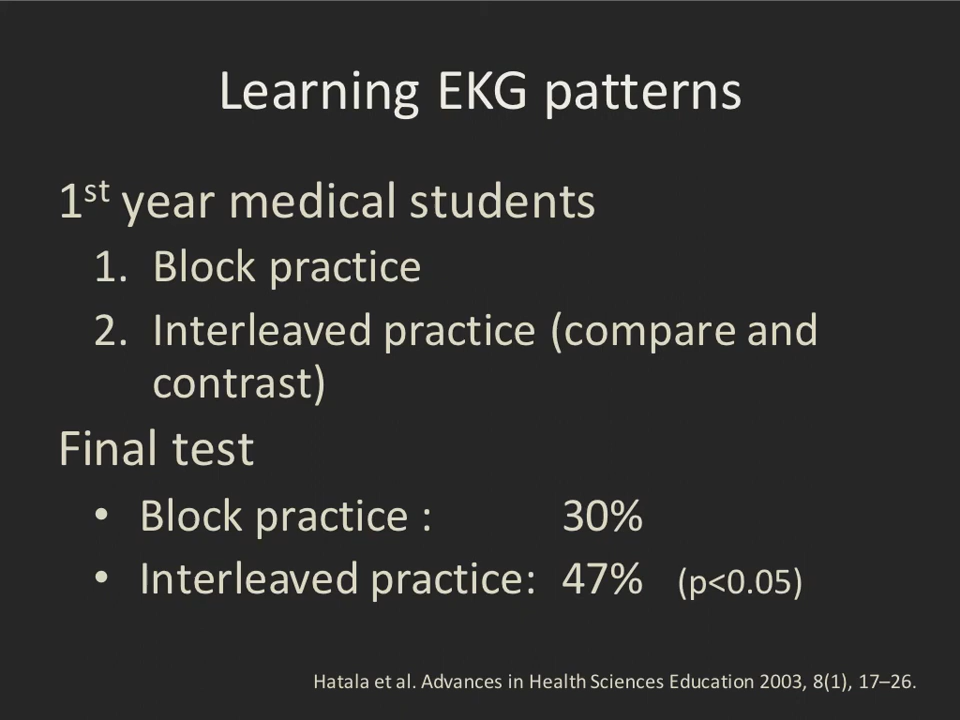 Learning EKG patterns
1st year medical students
1. Block practice
2. Interleaved practice (compare and
contrast)
Final test
• Block practice : 30%
• Interleaved practice: 47% (p<0.05)
Hatala et al. Advances in Health Sciences Education 2003, 8(1), 17–26.